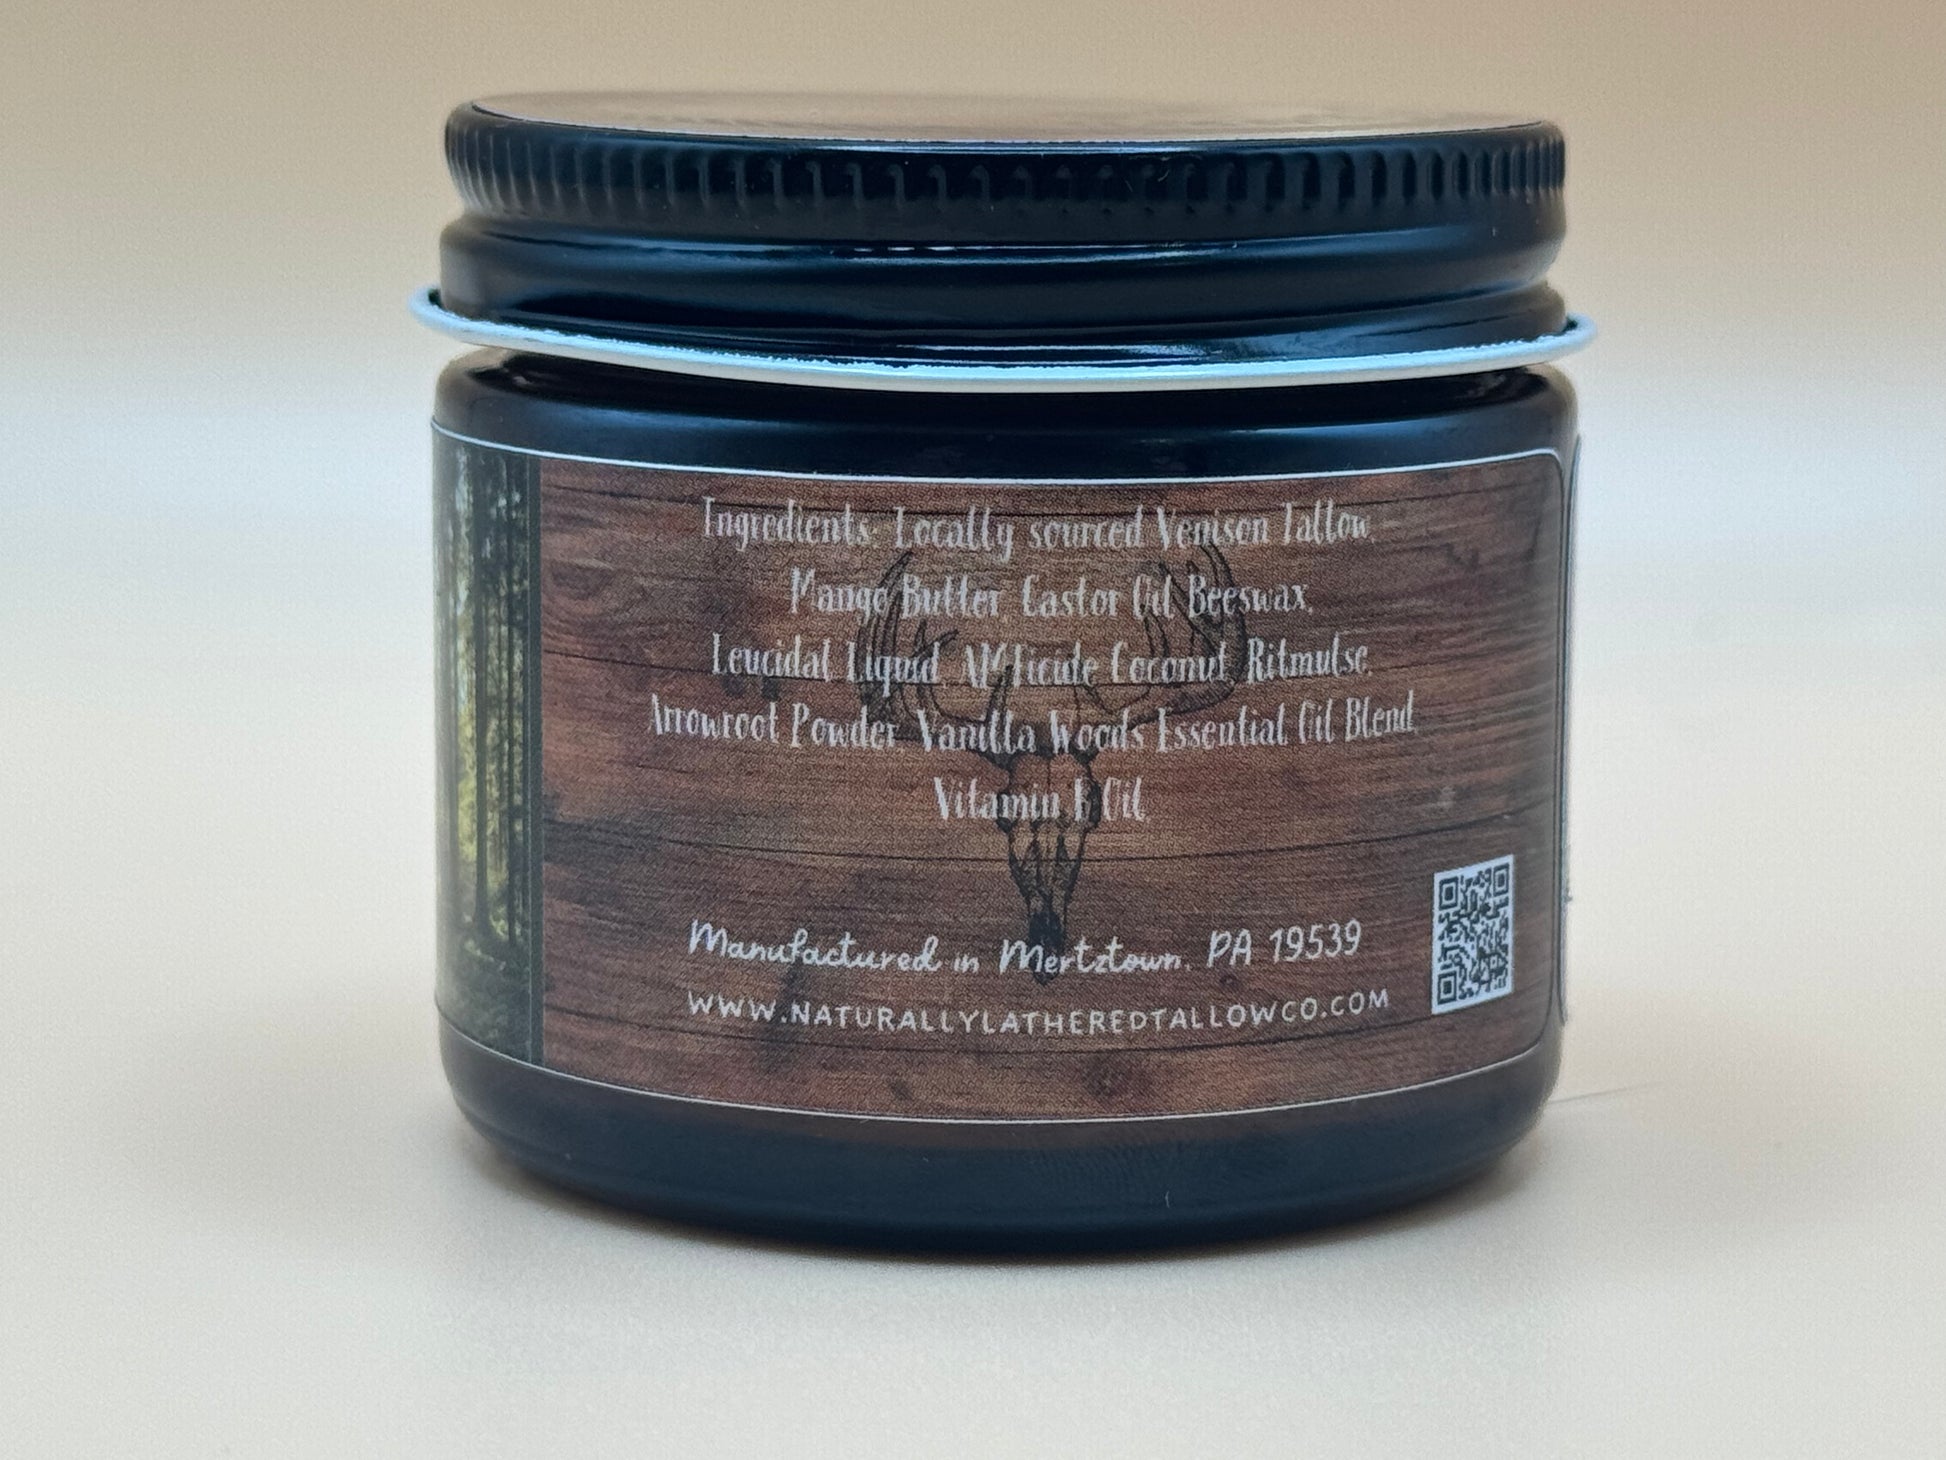 Ingredients: Locally sourced Venison Tallow,
Mango Butter, Castor Oil, Beeswax,
Leucidal Liquid, AMTicide Coconut, Ritmulse,
Arrowroot Powder, Vanilla Woods Essential Oil Blend,
Vitamin E Oil.
Manufactured in Mertztown, PA 19539
WWW.NATURALLYLATHEREDTALLOWCO.COM